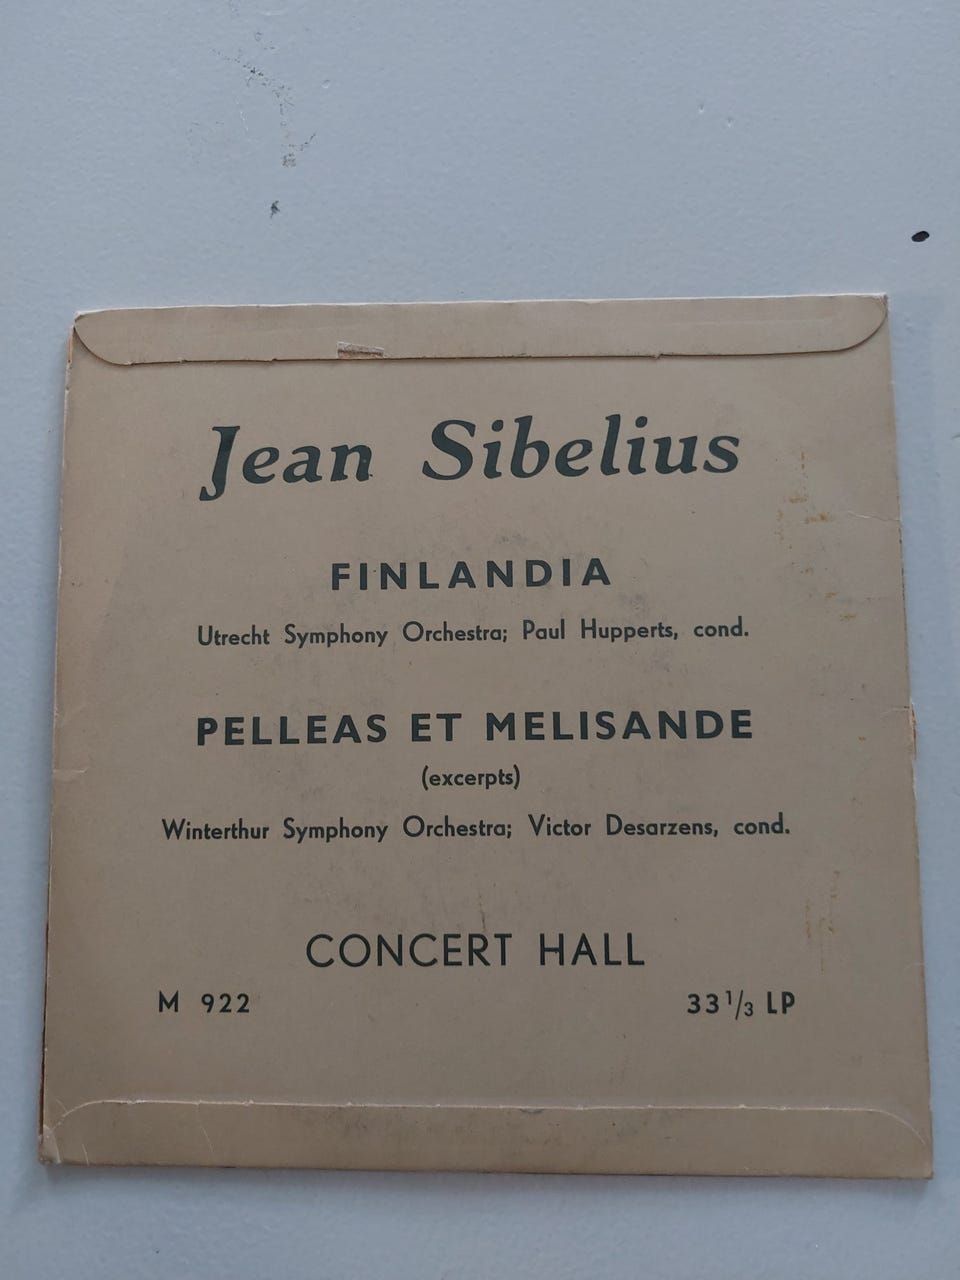 Jean Sibelius
FINLANDIA
Utrecht Symphony Orchestra; Paul Hupperts, cond.
PELLEAS ET MELISANDE
(excerpts)
Winterthur Symphony Orchestra; Victor Desarzens, cond.
CONCERT HALL
M 922 33 1/3 LP